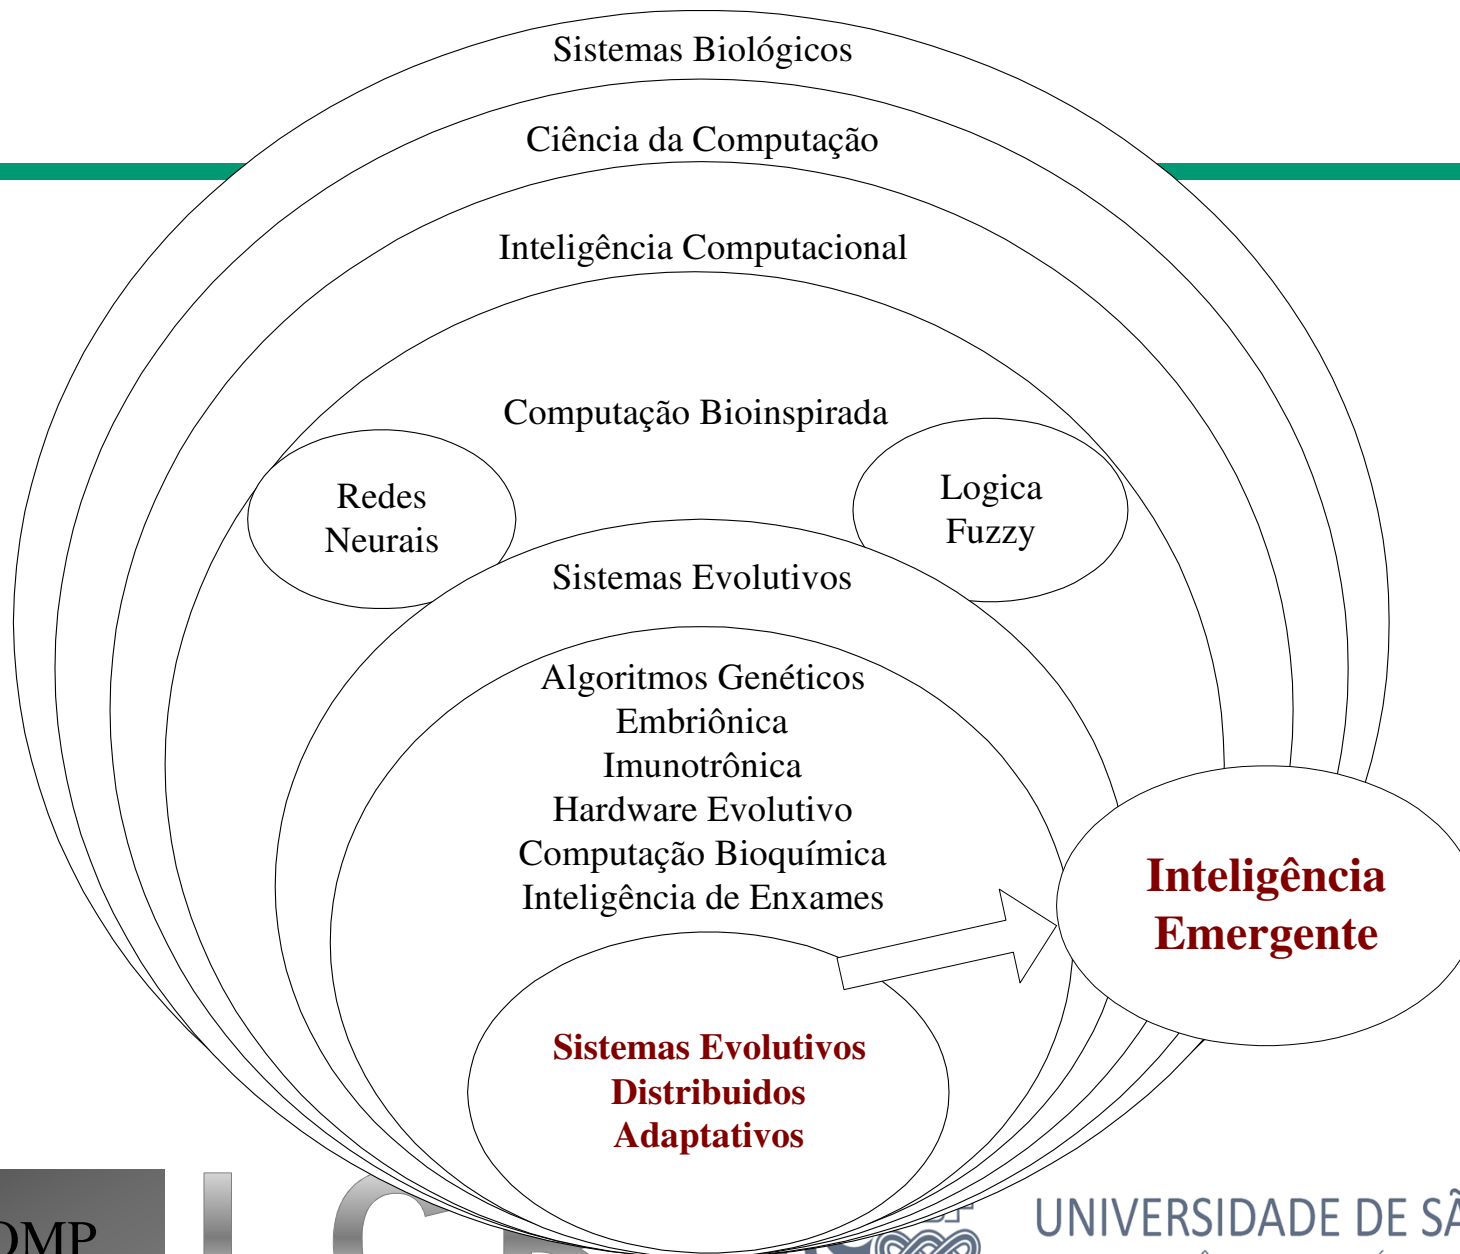 Sistemas Biológicos
Ciência da Computação
Inteligência Computacional
Computação Bioinspirada
Redes
Neurais
Logica
Fuzzy
Sistemas Evolutivos
Algoritmos Genéticos
Embriônica
Imunotrônica
Hardware Evolutivo
Computação Bioquímica
Inteligência de Enxames
Inteligência
Emergente
Sistemas Evolutivos
Distribuidos
Adaptativos
UNIVERSIDADE DE